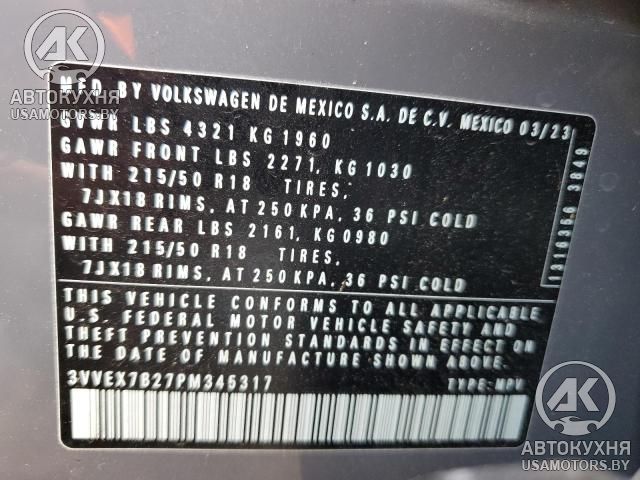 AK
АВТОКУХНЯ
USAMOTORS.BY
MFD. BY VOLKSWAGEN DE MEXICO S.A. DE C.V. MEXICO 03/23
GVWR LBS 4321 KG 1960
GAWR FRONT LBS 2271, KG 1030
WITH 215/50 R18 TIRES,
7JX18 RIMS, AT 250 KPA, 36 PSI COLD
GAWR REAR LBS 2161, KG 0980
WITH 215/50 R18 TIRES,
7JX18 RIMS, AT 250 KPA, 36 PSI COLD
THIS VEHICLE CONFORMS TO ALL APPLICABLE
U.S. FEDERAL MOTOR VEHICLE SAFETY AND
THEFT PREVENTION STANDARDS IN EFFECT ON
THE DATE OF MANUFACTURE SHOWN ABOVE.
3VVEX7B27PM345317 TYPE: MPV
AK
АВТОКУХНЯ
USAMOTORS.BY